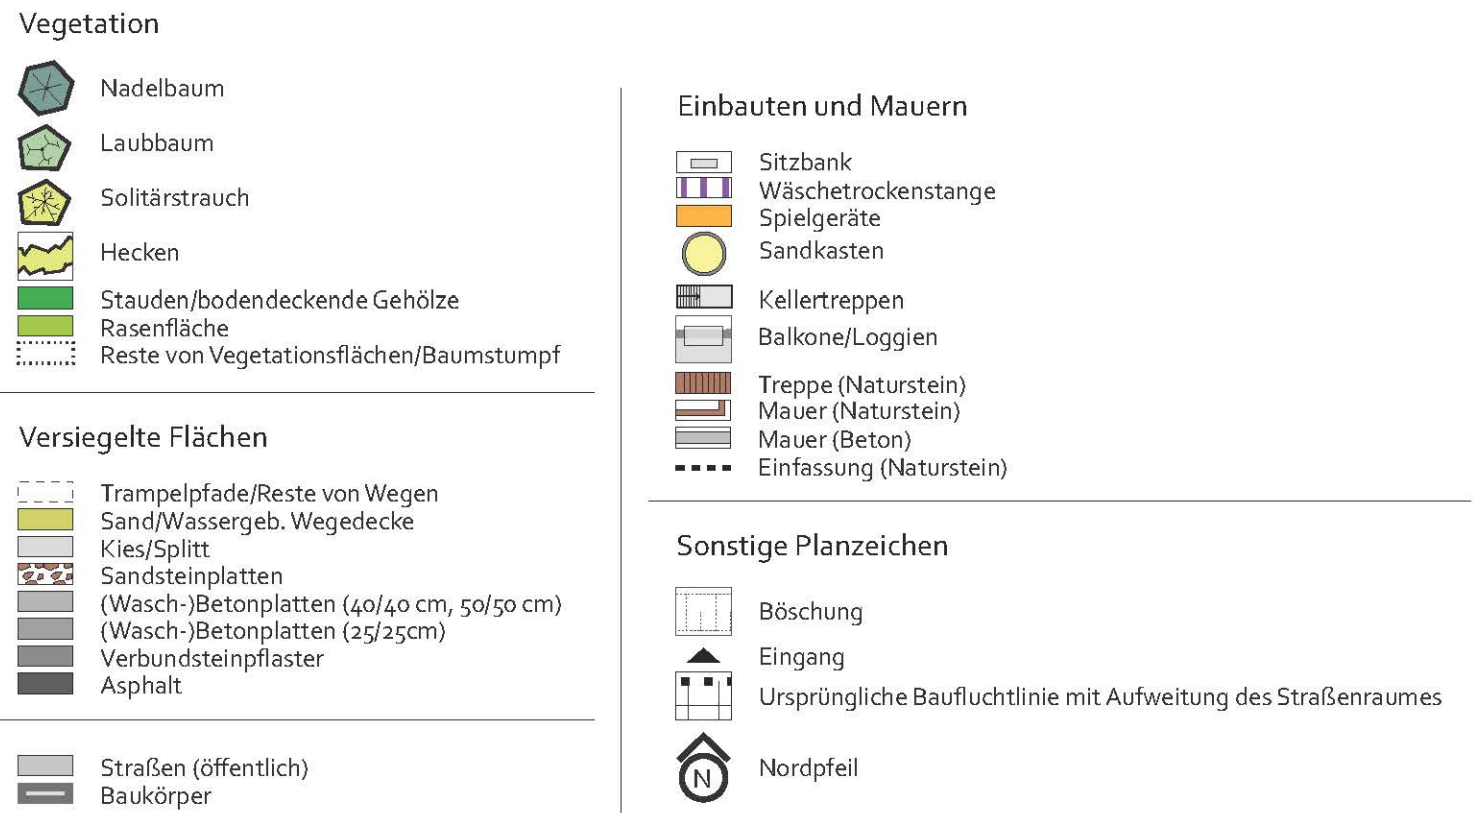 Vegetation
Nadelbaum
Laubbaum
Solitärstrauch
Hecken
Stauden/bodendeckende Gehölze
Rasenfläche
Reste von Vegetationsflächen/Baumstumpf
Versiegelte Flächen
Trampelpfade/Reste von Wegen
Sand/Wassergeb. Wegedecke
Kies/Splitt
Sandsteinplatten
(Wasch-)Betonplatten (40/40 cm, 50/50 cm)
(Wasch-)Betonplatten (25/25cm)
Verbundsteinpflaster
Asphalt
Straßen (öffentlich)
Baukörper
Einbauten und Mauern
Sitzbank
Wäschetrockenstange
Spielgeräte
Sandkasten
Kellertreppen
Balkone/Loggien
Treppe (Naturstein)
Mauer (Naturstein)
Mauer (Beton)
Einfassung (Naturstein)
Sonstige Planzeichen
Böschung
Eingang
Ursprüngliche Baufluchtlinie mit Aufweitung des Straßenraumes
N
Nordpfeil